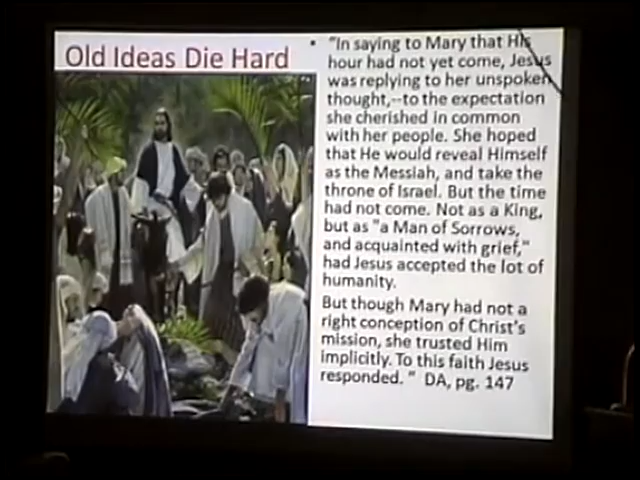 Old Ideas Die Hard
• "In saying to Mary that His
hour had not yet come, Jesus
was replying to her unspoken
thought,--to the expectation
she cherished in common
with her people. She hoped
that He would reveal Himself
as the Messiah, and take the
throne of Israel. But the time
had not come. Not as a King,
but as "a Man of Sorrows,
and acquainted with grief,"
had Jesus accepted the lot of
humanity.
But though Mary had not a
right conception of Christ's
mission, she trusted Him
implicitly. To this faith Jesus
responded. " DA, pg. 147